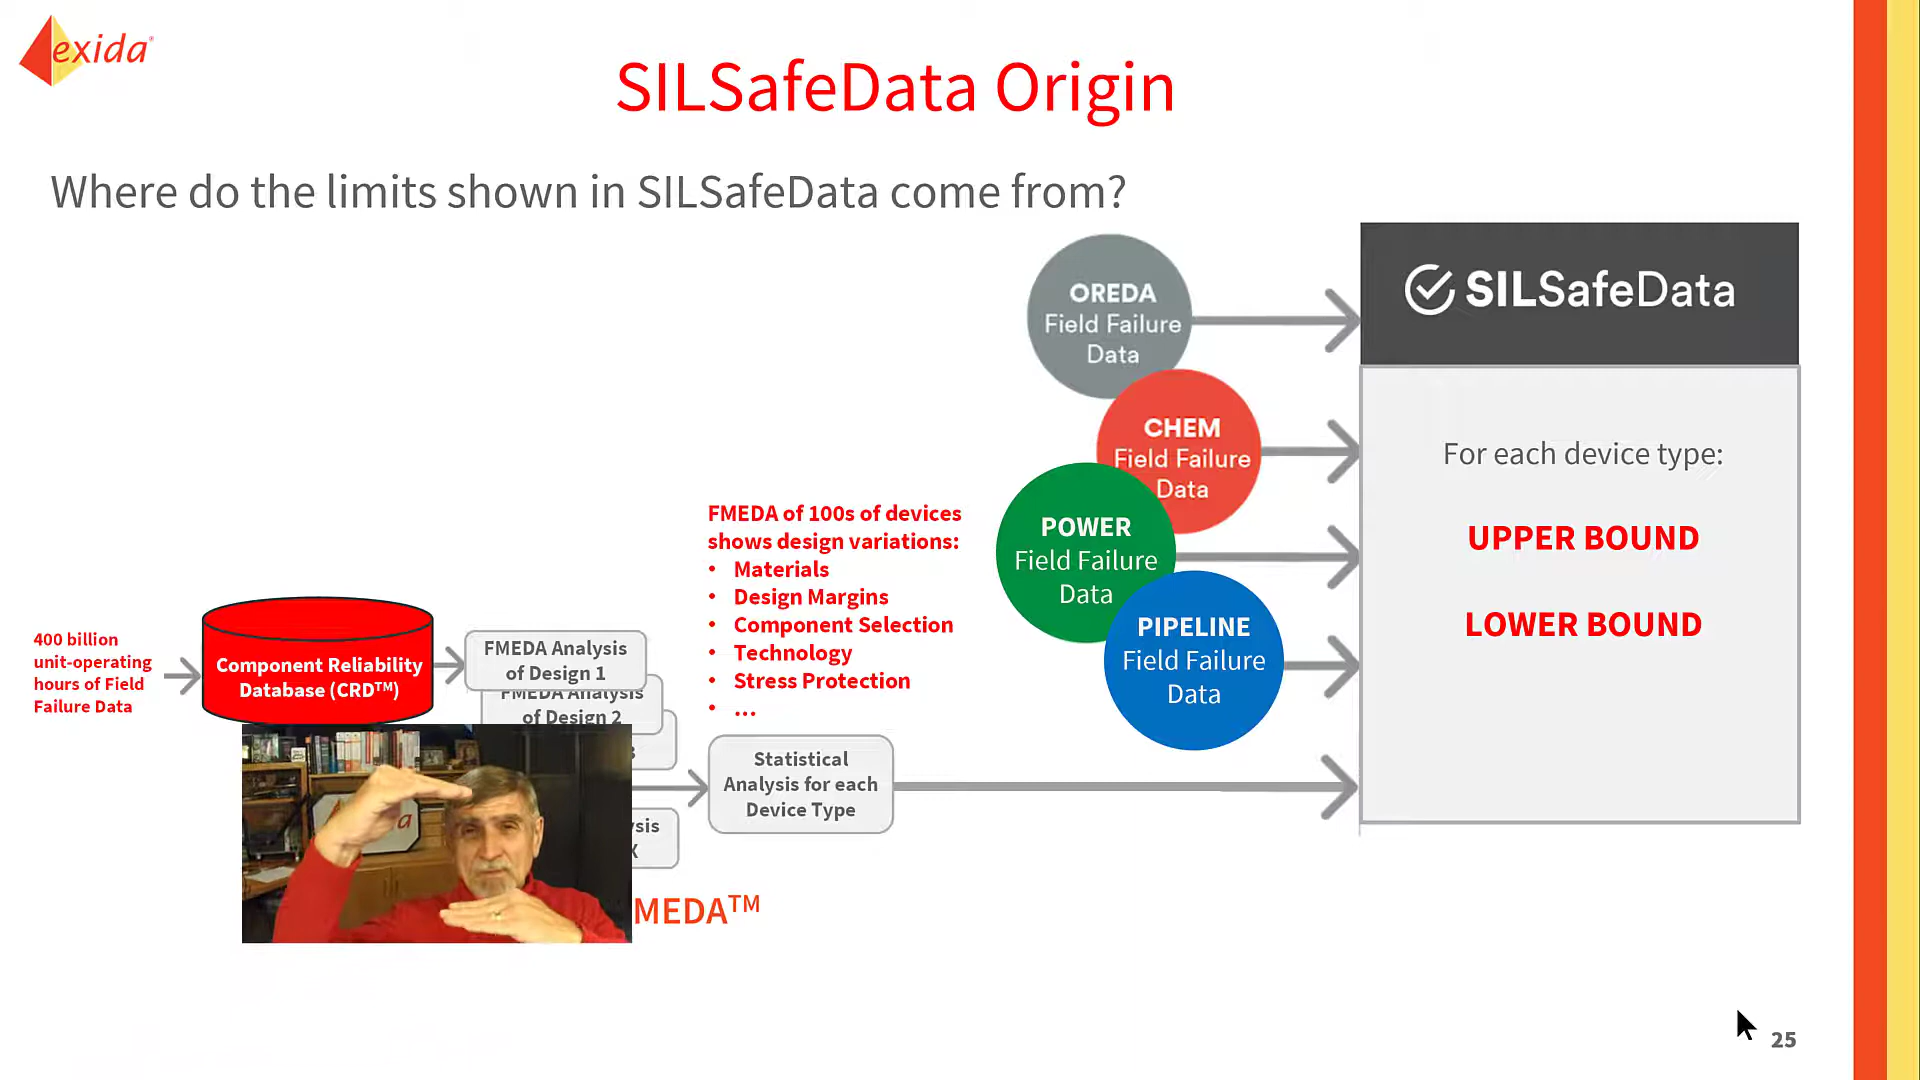 exida
SILSafeData Origin
Where do the limits shown in SILSafeData come from?
400 billion
unit-operating
hours of Field
Failure Data
Component Reliability
Database (CRD™)
FMEDA Analysis
of Design 1
FMEDA Analysis
of Design 2
3
ysis
X
MEDA™
FMEDA of 100s of devices
shows design variations:
• Materials
• Design Margins
• Component Selection
• Technology
• Stress Protection
• ...
Statistical
Analysis for each
Device Type
OREDA
Field Failure
Data
CHEM
Field Failure
Data
POWER
Field Failure
Data
PIPELINE
Field Failure
Data
SILSafeData
For each device type:
UPPER BOUND
LOWER BOUND
a
25